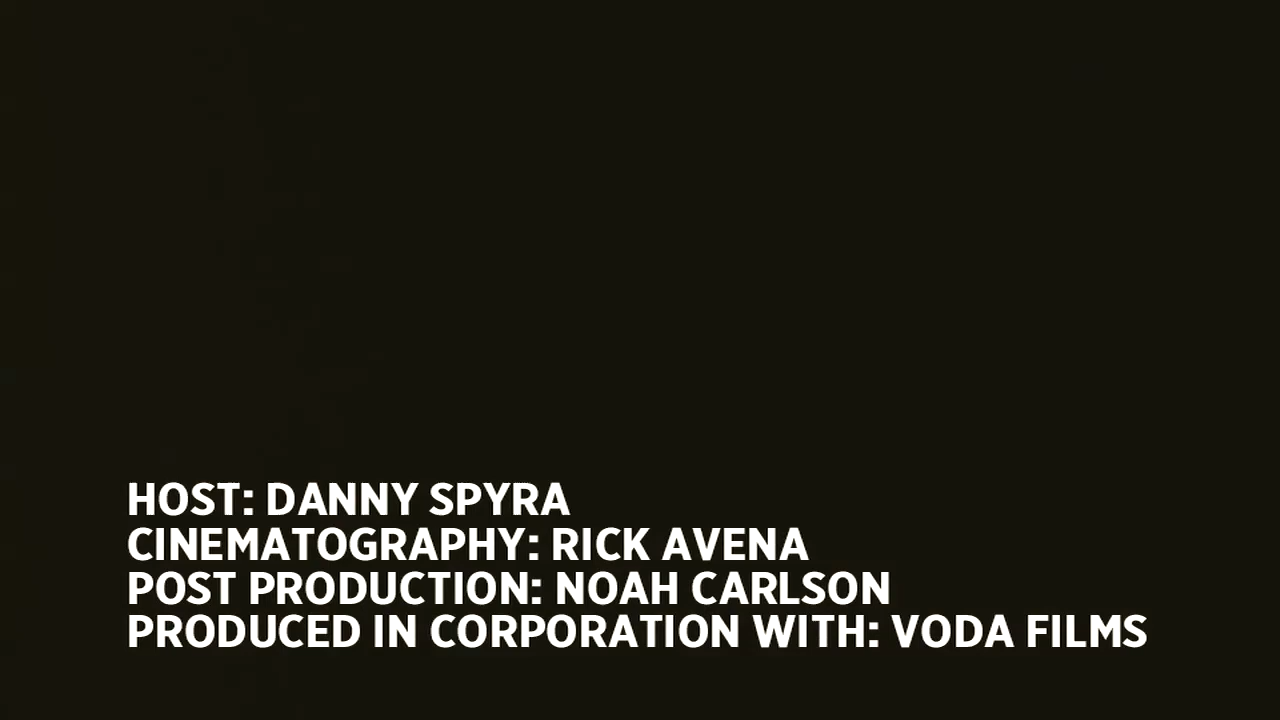 HOST: DANNY SPYRA
CINEMATOGRAPHY: RICK AVENA
POST PRODUCTION: NOAH CARLSON
PRODUCED IN CORPORATION WITH: VODA FILMS